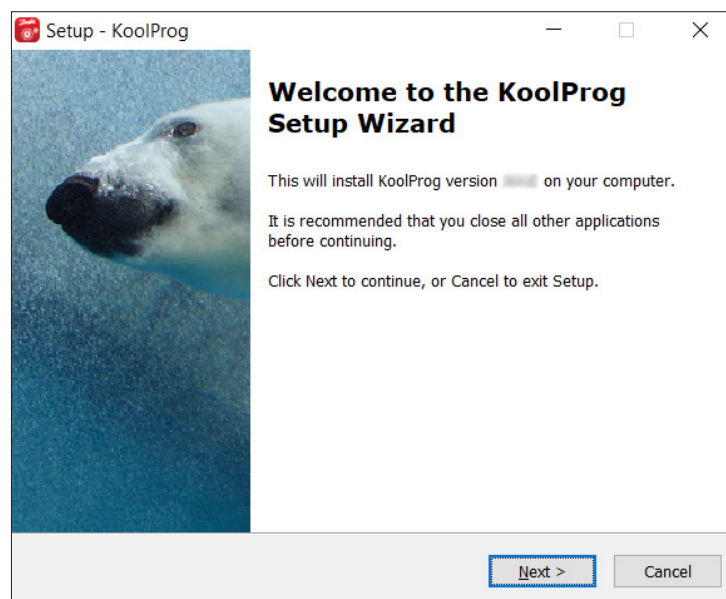 Setup - KoolProg
Welcome to the KoolProg
Setup Wizard
This will install KoolProg version on your computer.
It is recommended that you close all other applications
before continuing.
Click Next to continue, or Cancel to exit Setup.
Next >
Cancel